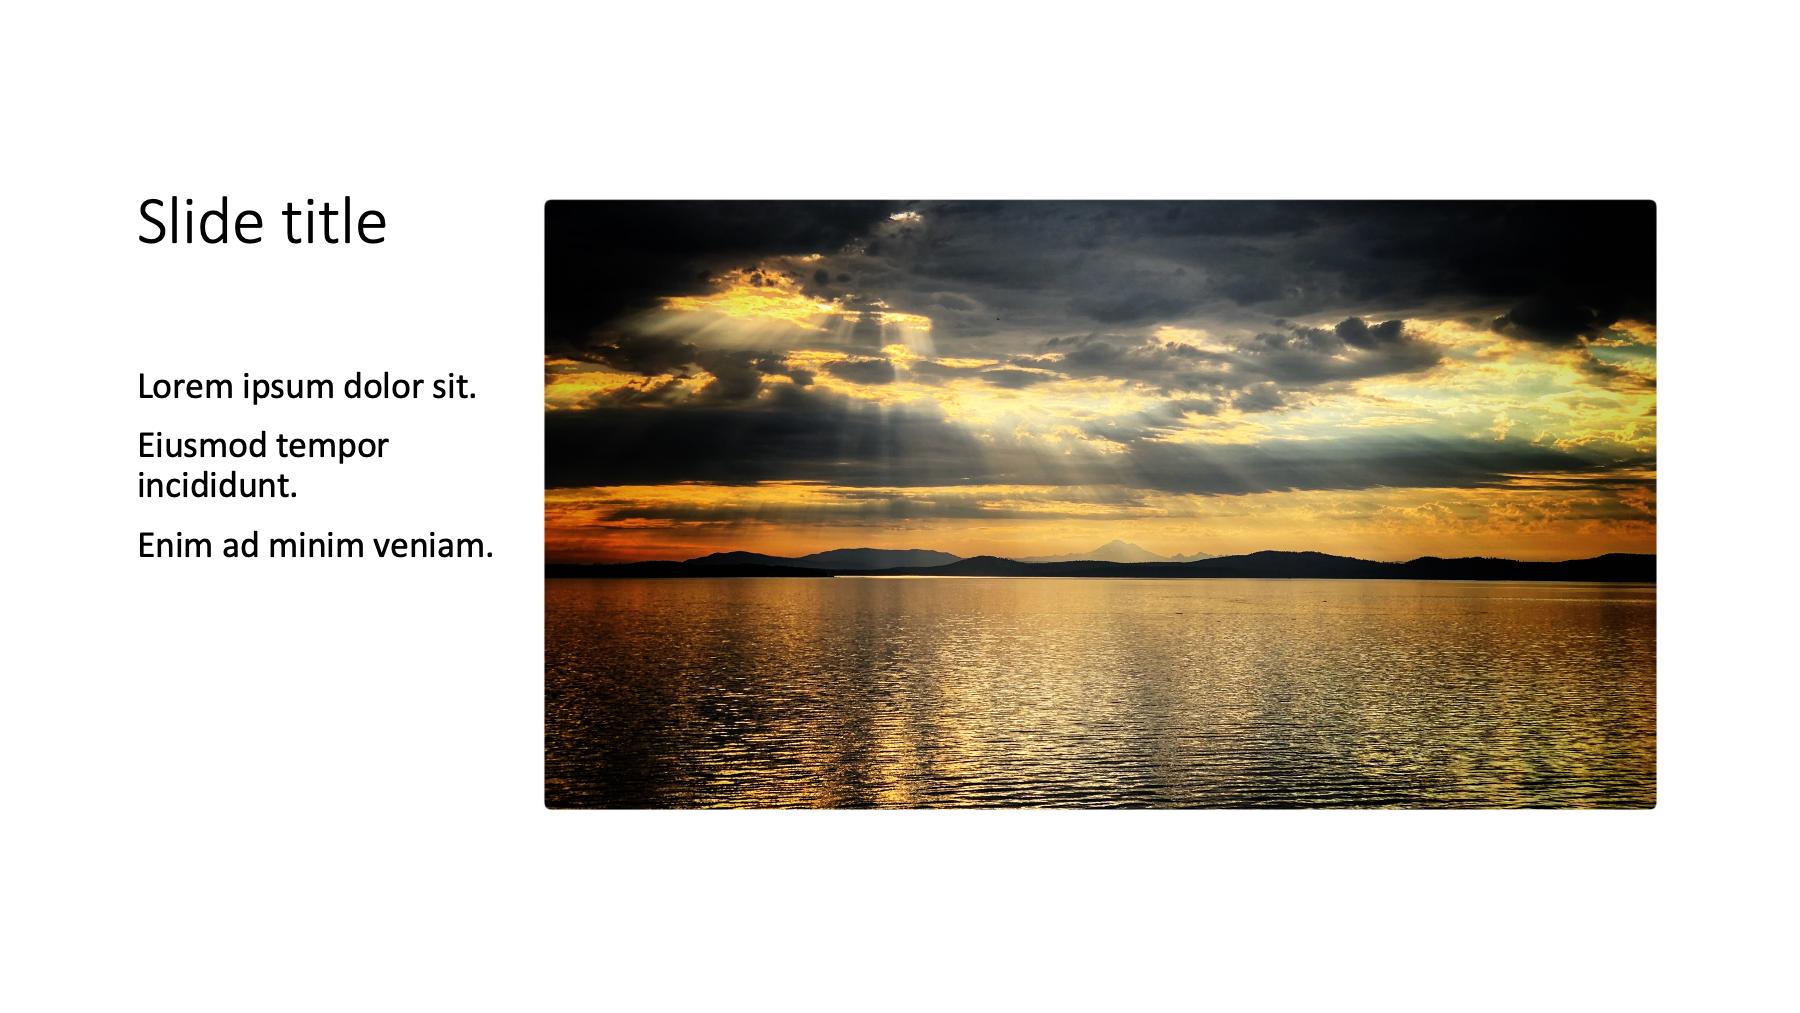 Slide title
Lorem ipsum dolor sit.
Eiusmod tempor
incididunt.
Enim ad minim veniam.